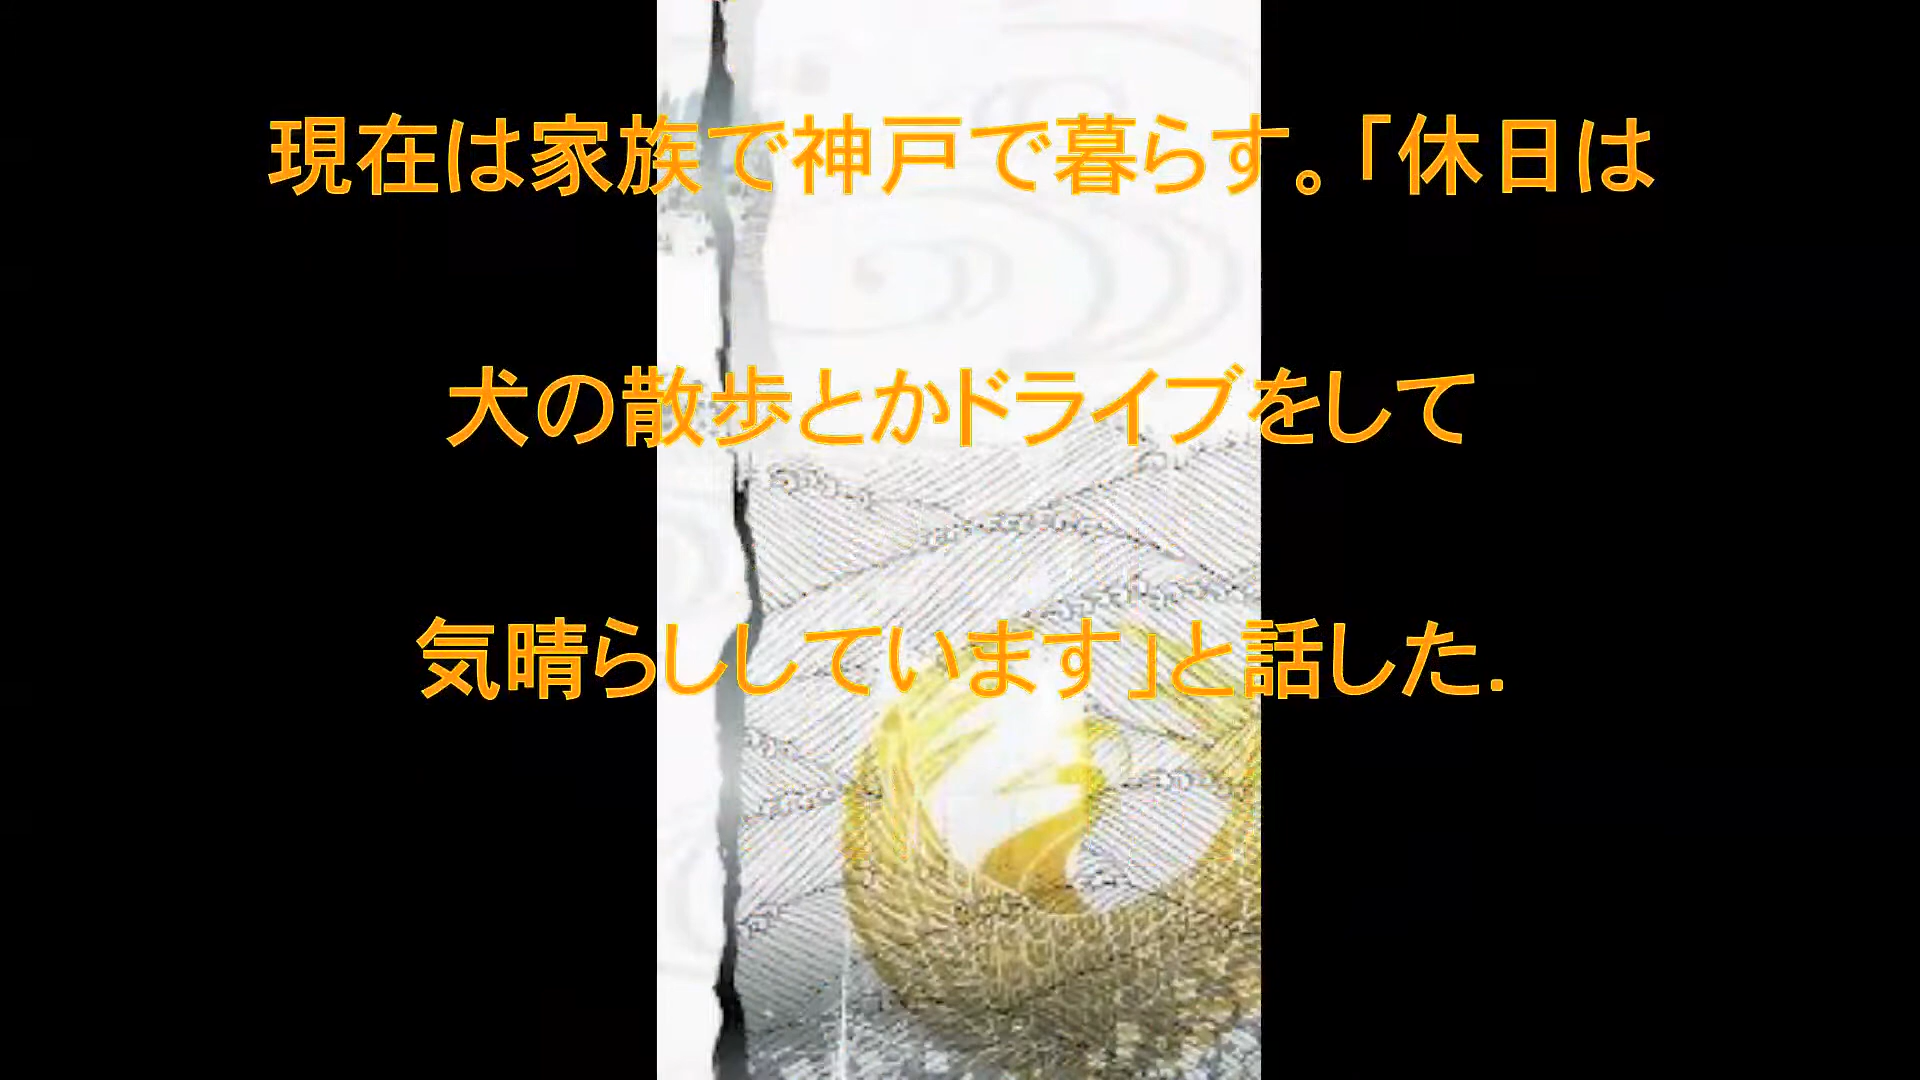 現在は家族で神戸で暮らす。「休日は
犬の散歩とかドライブをして
気晴らししています」と話した.